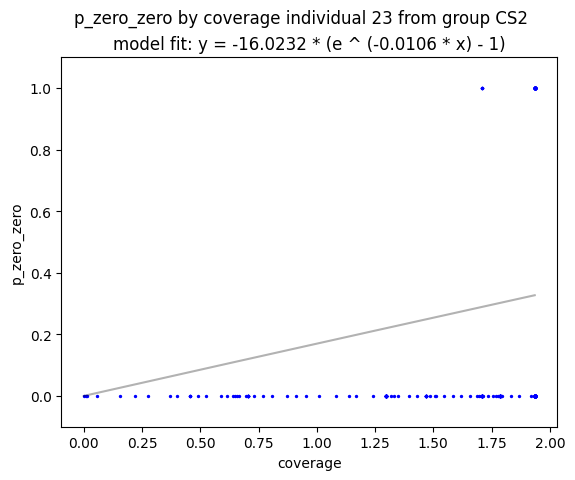 p_zero_zero by coverage individual 23 from group CS2
model fit: y = -16.0232 * (e ^ (-0.0106 * x) - 1)
1.0
0.8
0.6
0.4
0.2
0.0
p_zero_zero
0.00 0.25 0.50 0.75 1.00 1.25 1.50 1.75 2.00
coverage